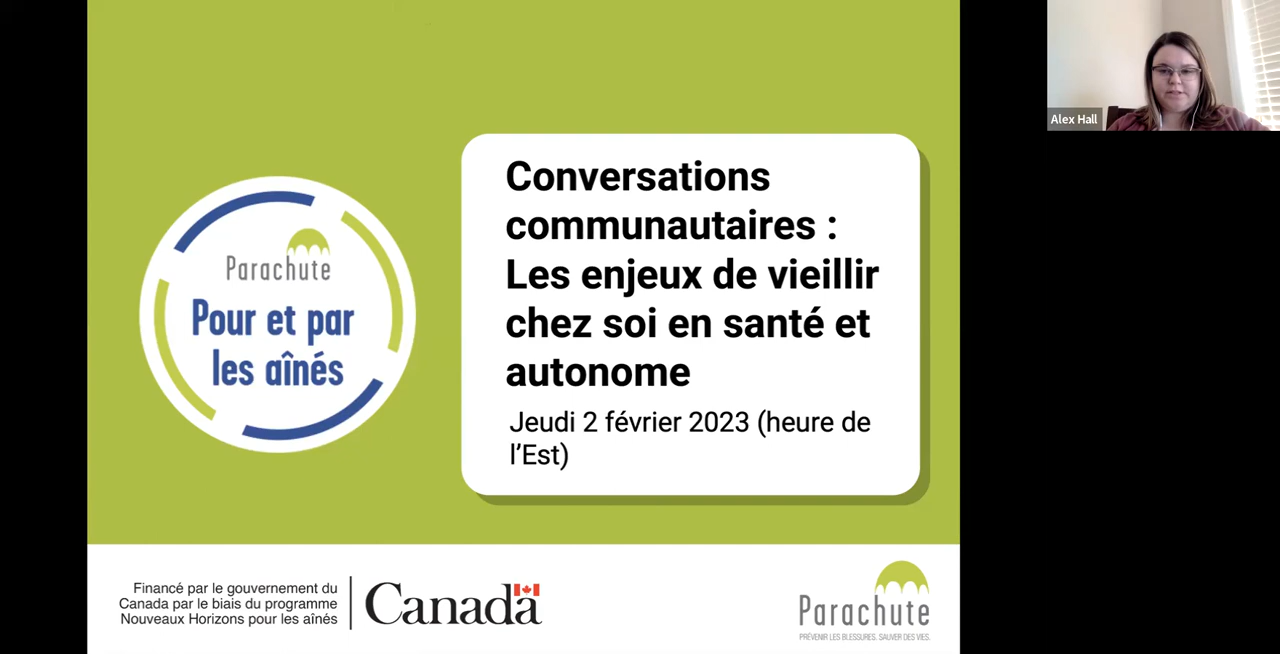 Parachute
Pour et par
les aînés
Conversations
communautaires :
Les enjeux de vieillir
chez soi en santé et
autonome
Jeudi 2 février 2023 (heure de
l’Est)
Alex Hall
Financé par le gouvernement du
Canada par le biais du programme
Nouveaux Horizons pour les aînés
Canada
Parachute
PRÉVENIR LES BLESSURES. SAUVER DES VIES.